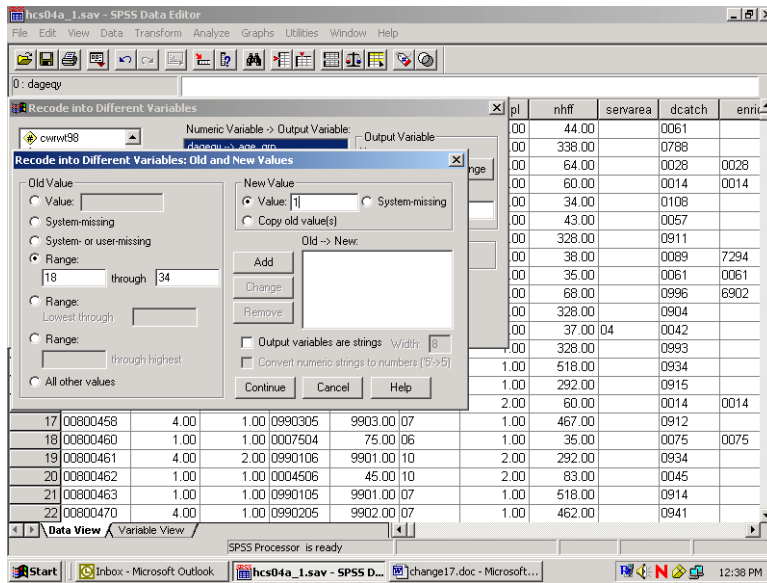 hcs04a_1.sav - SPSS Data Editor
File Edit View Data Transform Analyze Graphs Utilities Window Help
0 : dageqy
Recode into Different Variables
cwrwt98
Numeric Variable -> Output Variable:
Output Variable
Recode into Different Variables: Old and New Values
Old Value
Value:
System-missing
System- or user-missing
Range:
18 through 34
Range:
Lowest through
Range:
through highest
All other values
New Value
Value: 1
System-missing
Copy old value(s)
Old --> New:
Add
Change
Remove
Output variables are strings Width: 8
Convert numeric strings to numbers ('5'->5)
Continue Cancel Help
pl nhff servarea dcatch
.00 44.00 0061
.00 338.00 0788
.00 64.00 0028 0028
.00 60.00 0014 0014
.00 34.00 0108
.00 43.00 0057
.00 328.00 0911
.00 38.00 0089 7294
.00 35.00 0061 0061
.00 68.00 0996 6902
.00 328.00 0904
.00 37.00 04 0042
.00 328.00 0993
1.00 518.00 0934
1.00 292.00 0915
2.00 60.00 0014 0014
17 00800458 4.00 1.00 0990305 9903.00 07 1.00 467.00 0912
18 00800460 1.00 1.00 0007504 75.00 06 1.00 35.00 0075 0075
19 00800461 4.00 2.00 0990106 9901.00 10 2.00 292.00 0934
20 00800462 1.00 1.00 0004506 45.00 10 2.00 83.00 0045
21 00800463 1.00 1.00 0990105 9901.00 07 1.00 518.00 0914
22 00800470 4.00 1.00 0990205 9902.00 07 1.00 462.00 0941
Data View Variable View
SPSS Processor is ready
Start Inbox - Microsoft Outlook hcs04a_1.sav - SPSS D... change17.doc - Microsoft... 12:38 PM